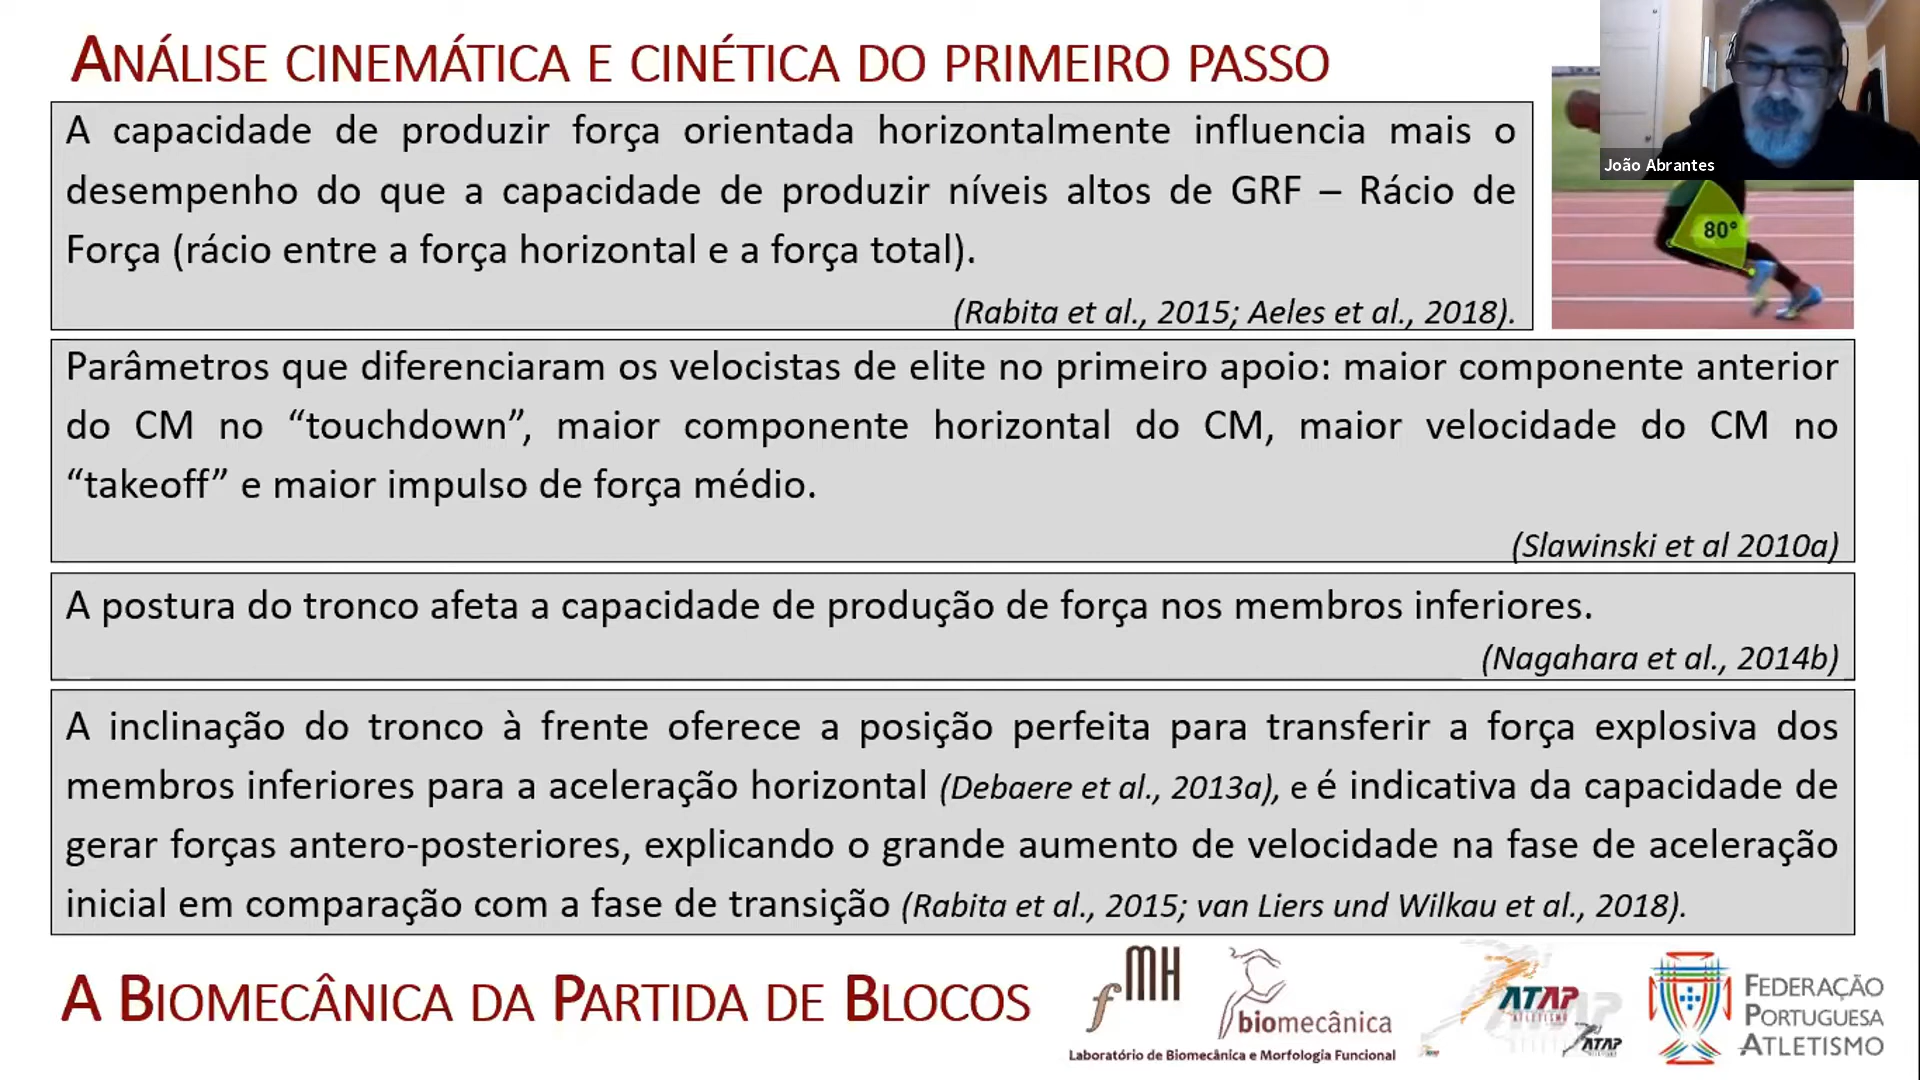 ANÁLISE CINEMÁTICA E CINÉTICA DO PRIMEIRO PASSO
João Abrantes
A capacidade de produzir força orientada horizontalmente influencia mais o
desempenho do que a capacidade de produzir níveis altos de GRF – Rácio de
Força (rácio entre a força horizontal e a força total).
(Rabita et al., 2015; Aeles et al., 2018).
80°
Parâmetros que diferenciaram os velocistas de elite no primeiro apoio: maior componente anterior
do CM no “touchdown”, maior componente horizontal do CM, maior velocidade do CM no
“takeoff” e maior impulso de força médio.
(Slawinski et al 2010a)
A postura do tronco afeta a capacidade de produção de força nos membros inferiores.
(Nagahara et al., 2014b)
A inclinação do tronco à frente oferece a posição perfeita para transferir a força explosiva dos
membros inferiores para a aceleração horizontal (Debaere et al., 2013a), e é indicativa da capacidade de
gerar forças antero-posteriores, explicando o grande aumento de velocidade na fase de aceleração
inicial em comparação com a fase de transição (Rabita et al., 2015; van Liers und Wilkau et al., 2018).
A BIOMECÂNICA DA PARTIDA DE BLOCOS
fMH
biomecânica
Laboratório de Biomecânica e Morfologia Funcional
ATAP
ATLETISMO
ATAP
FEDERAÇÃO
PORTUGUESA
ATLETISMO